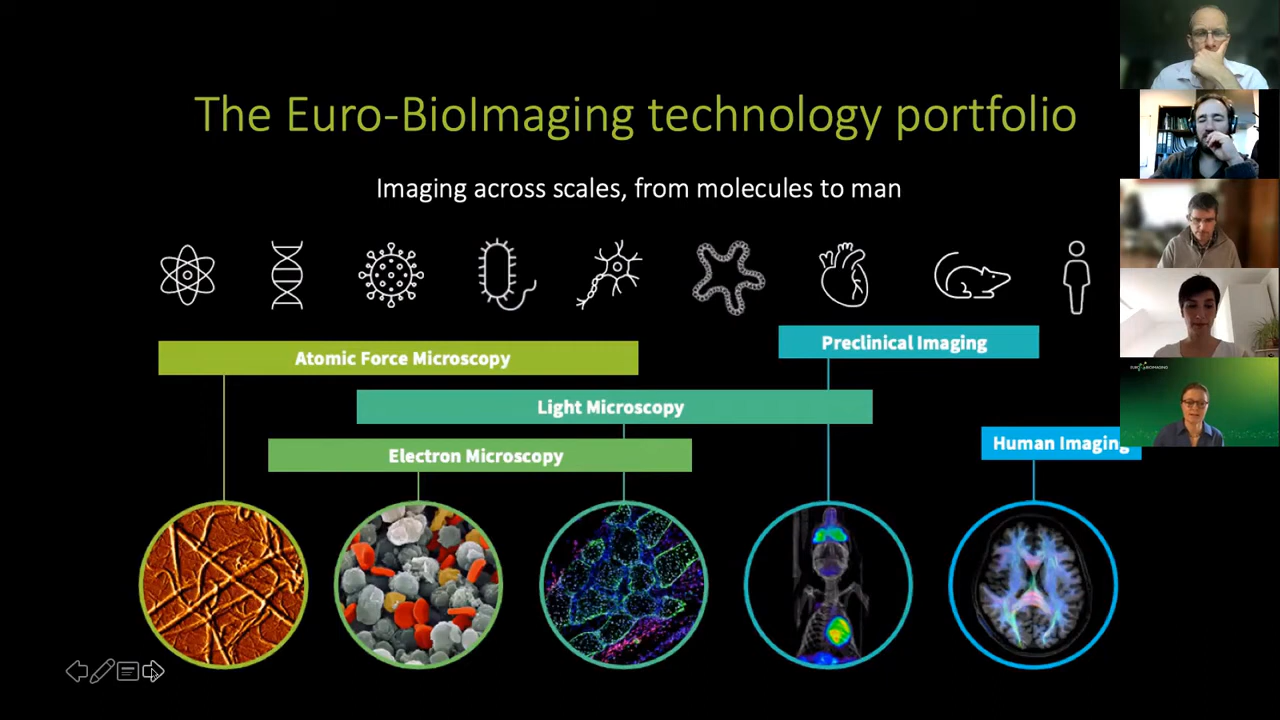 The Euro-BioImaging technology portfolio
Imaging across scales, from molecules to man
Preclinical Imaging
Atomic Force Microscopy
Light Microscopy
Human Imaging
Electron Microscopy